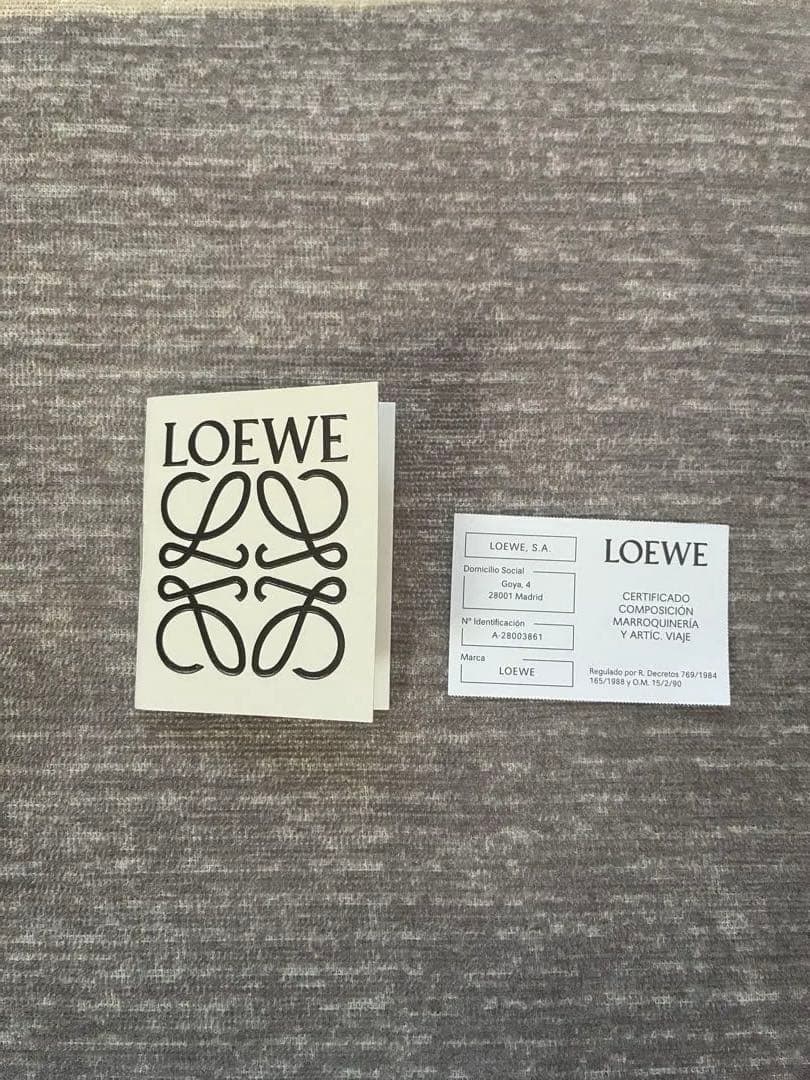 LOEWE
LOEWE, S.A.
Domicilio Social
Goya, 4
28001 Madrid
Nº Identificación
A-28003861
Marca
LOEWE
LOEWE
CERTIFICADO
COMPOSICIÓN
MARROQUINERÍA
Y ARTÍC. VIAJE
Regulado por R. Decretos 769/1984
165/1988 y O.M. 15/2/90